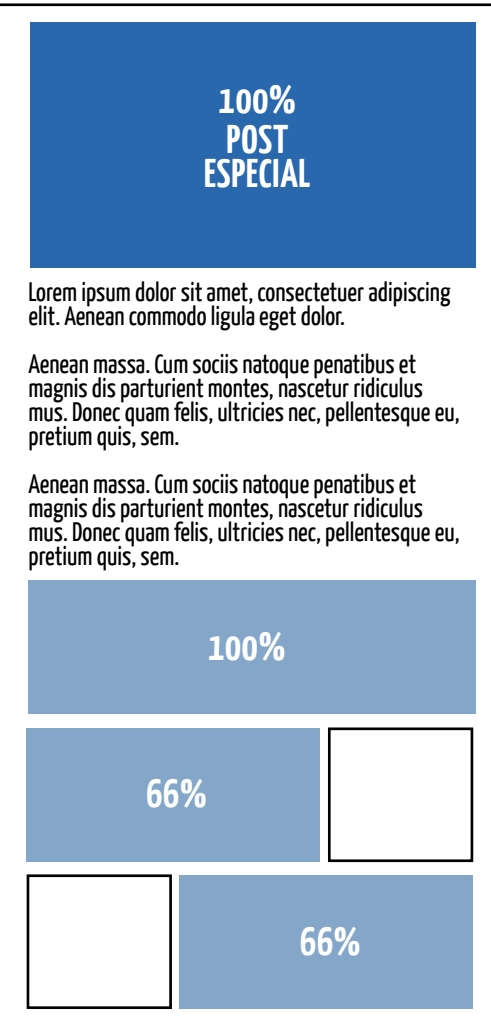 100%
POST
ESPECIAL
Lorem ipsum dolor sit amet, consectetuer adipiscing
elit. Aenean commodo ligula eget dolor.
Aenean massa. Cum sociis natoque penatibus et
magnis dis parturient montes, nascetur ridiculus
mus. Donec quam felis, ultricies nec, pellentesque eu,
pretium quis, sem.
Aenean massa. Cum sociis natoque penatibus et
magnis dis parturient montes, nascetur ridiculus
mus. Donec quam felis, ultricies nec, pellentesque eu,
pretium quis, sem.
100%
66%
66%